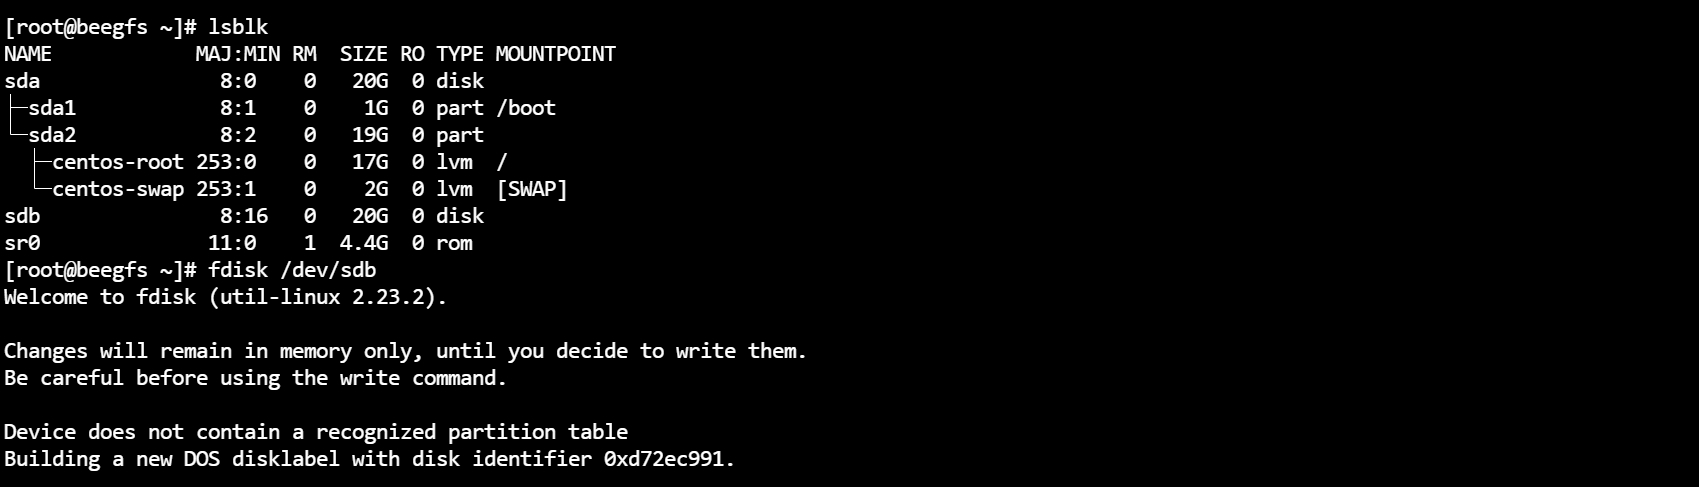 [root@beegfs ~]# lsblk
NAME            MAJ:MIN RM  SIZE RO TYPE MOUNTPOINT
sda               8:0    0   20G  0 disk
├─sda1            8:1    0    1G  0 part /boot
└─sda2            8:2    0   19G  0 part
  ├─centos-root 253:0    0   17G  0 lvm  /
  └─centos-swap 253:1    0    2G  0 lvm  [SWAP]
sdb               8:16   0   20G  0 disk
sr0              11:0    1  4.4G  0 rom
[root@beegfs ~]# fdisk /dev/sdb
Welcome to fdisk (util-linux 2.23.2).

Changes will remain in memory only, until you decide to write them.
Be careful before using the write command.

Device does not contain a recognized partition table
Building a new DOS disklabel with disk identifier 0xd72ec991.